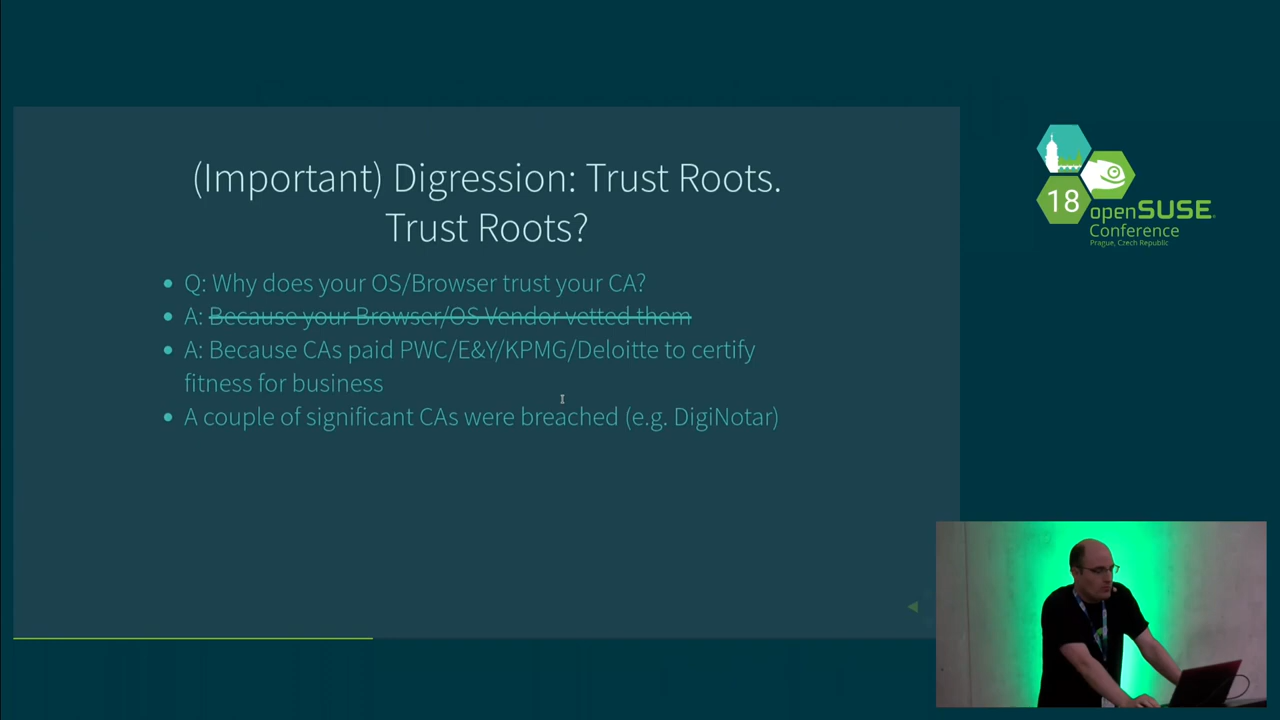 (Important) Digression: Trust Roots.
Trust Roots?
• Q: Why does your OS/Browser trust your CA?
• A: Because your Browser/OS Vendor vetted them
• A: Because CAs paid PWC/E&Y/KPMG/Deloitte to certify
fitness for business
• A couple of significant CAs were breached (e.g. DigiNotar)
18
openSUSE
Conference
Prague, Czech Republic